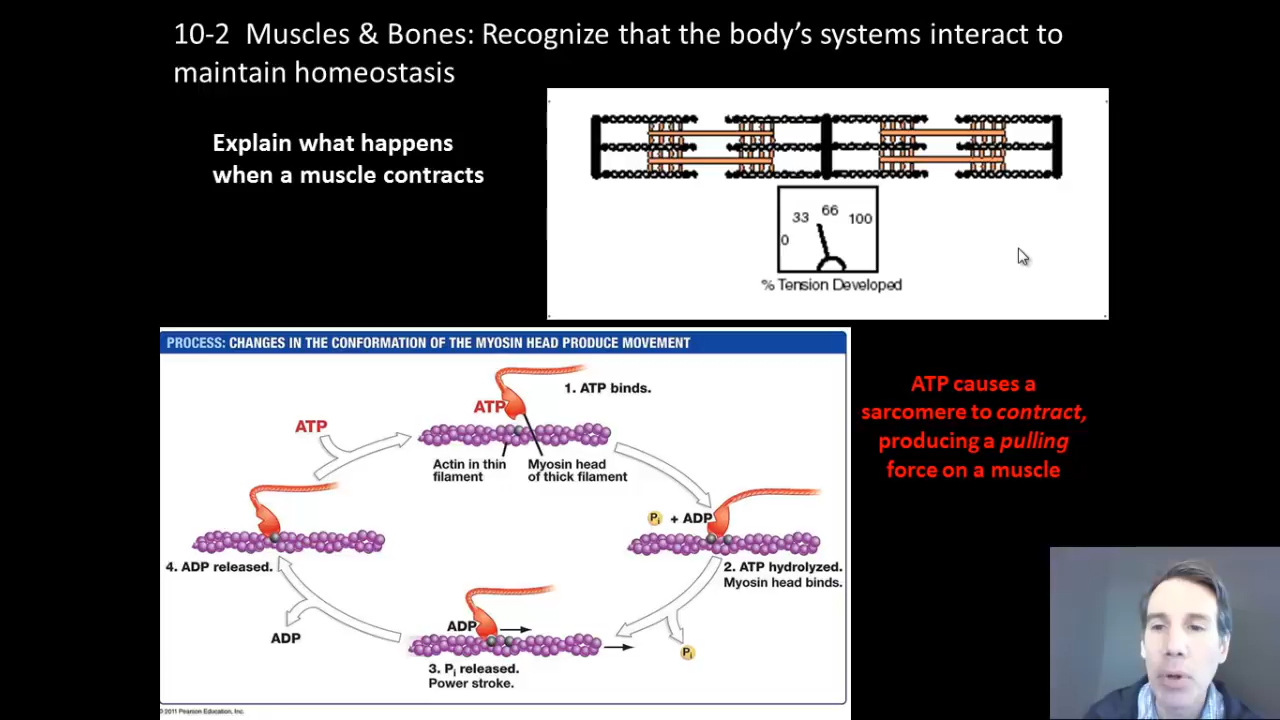 10-2 Muscles & Bones: Recognize that the body's systems interact to
maintain homeostasis
Explain what happens
when a muscle contracts
0
33
66
100
% Tension Developed
PROCESS: CHANGES IN THE CONFORMATION OF THE MYOSIN HEAD PRODUCE MOVEMENT
1. ATP binds.
ATP
ATP
Actin in thin
filament
Myosin head
of thick filament
Pi + ADP
2. ATP hydrolyzed.
Myosin head binds.
4. ADP released.
ADP
ADP
Pi
3. Pi released.
Power stroke.
© 2011 Pearson Education, Inc.
ATP causes a
sarcomere to contract,
producing a pulling
force on a muscle